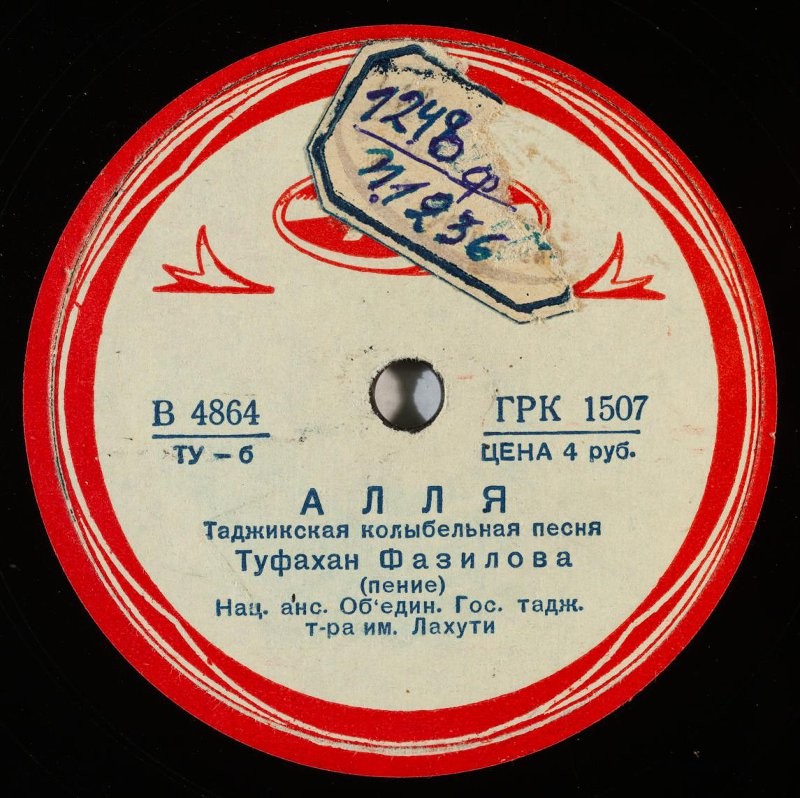 1248 ф
п. 1236
В 4864
ТУ – 6
ГРК 1507
ЦЕНА 4 руб.
АЛЛЯ
Таджикская колыбельная песня
Туфахан Фазилова
(пение)
Нац. анс. Об‘един. Гос. тадж.
т-ра им. Лахути